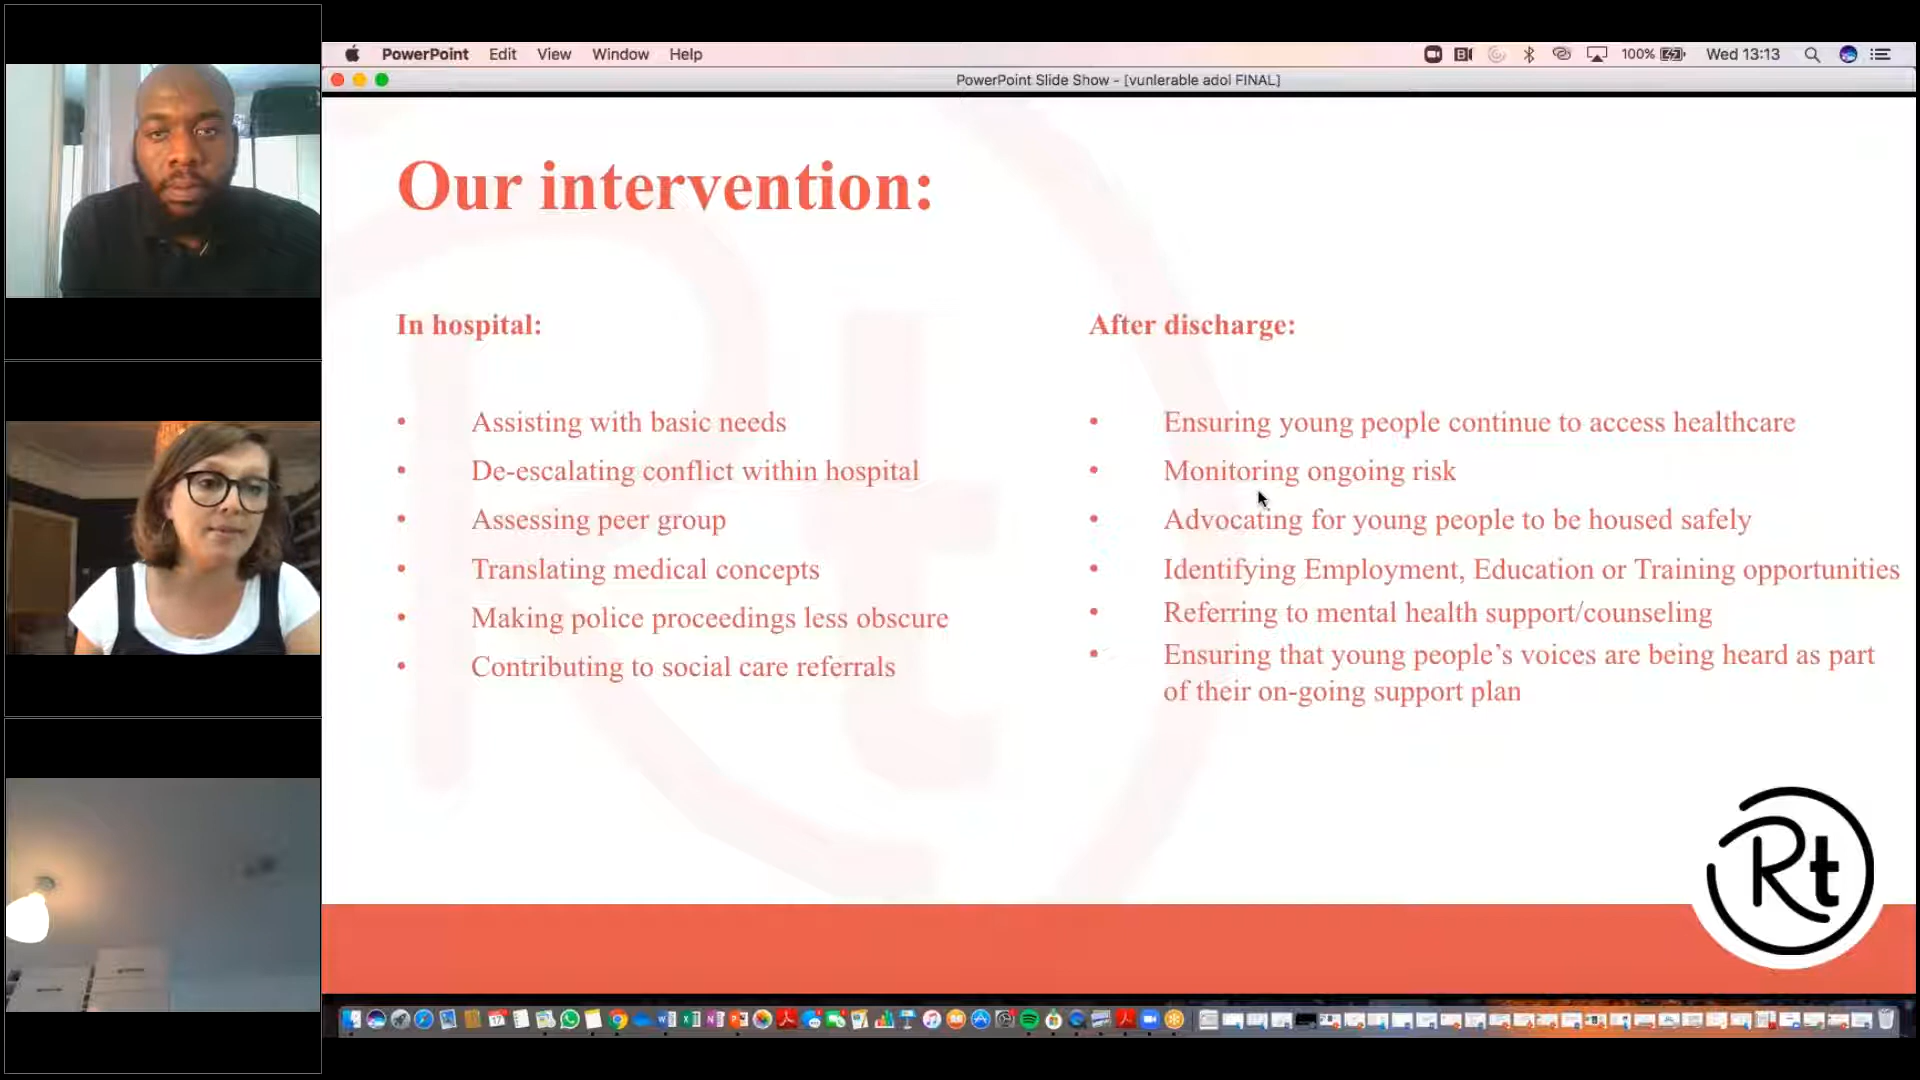 PowerPoint Edit View Window Help
100% Wed 13:13
PowerPoint Slide Show - [vunlerable adol FINAL]
Our intervention:
In hospital:
• Assisting with basic needs
• De-escalating conflict within hospital
• Assessing peer group
• Translating medical concepts
• Making police proceedings less obscure
• Contributing to social care referrals
After discharge:
• Ensuring young people continue to access healthcare
• Monitoring ongoing risk
• Advocating for young people to be housed safely
• Identifying Employment, Education or Training opportunities
• Referring to mental health support/counseling
• Ensuring that young people’s voices are being heard as part
of their on-going support plan
Rt